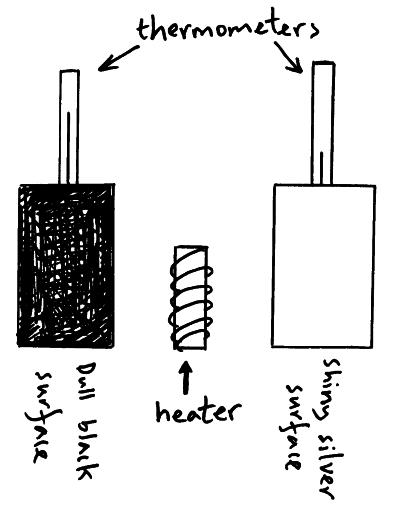 thermometers
heater
Dull black
surface
Shiny silver
surface